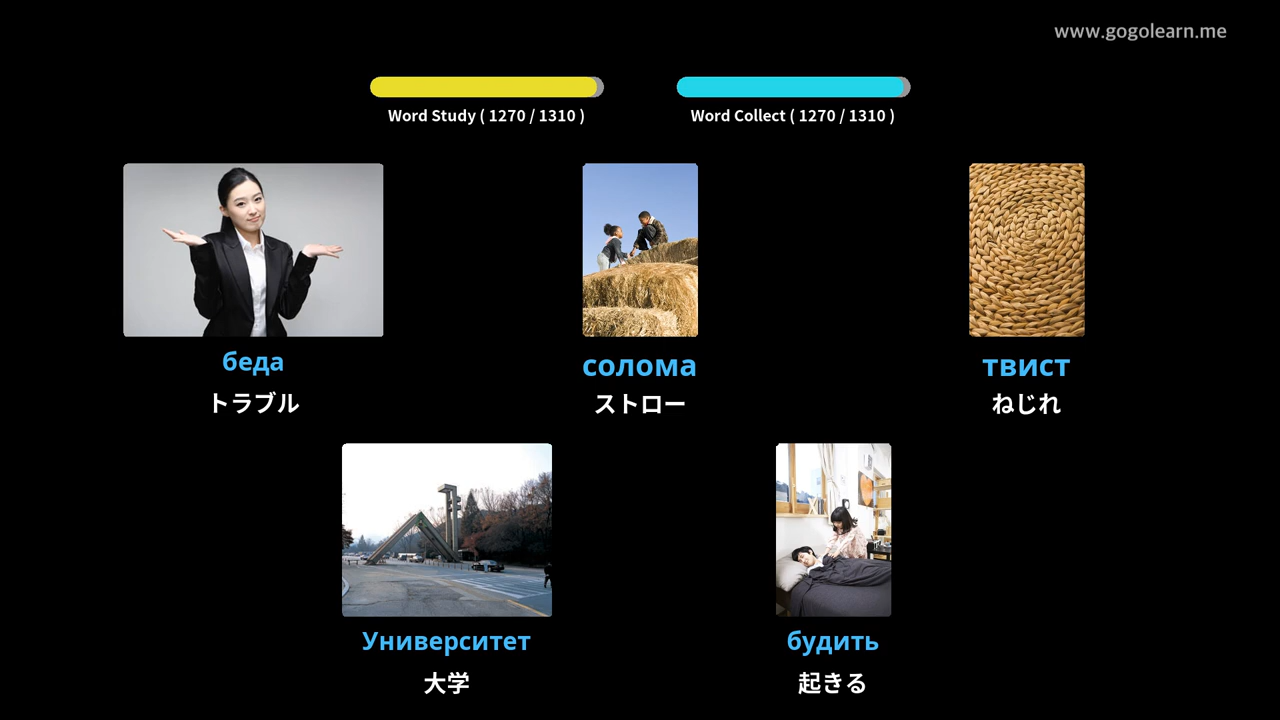 www.gogolearn.me
Word Study ( 1270 / 1310 )
Word Collect ( 1270 / 1310 )
беда
солома
твист
トラブル
ストロー
ねじれ
Университет
будить
大学
起きる